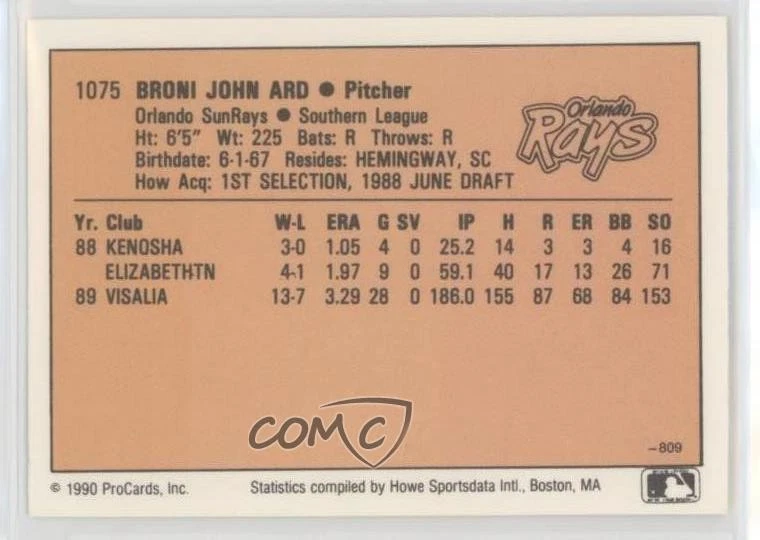 1075 BRONI JOHN ARD ● Pitcher
Orlando SunRays ● Southern League
Ht: 6'5" Wt: 225 Bats: R Throws: R
Birthdate: 6-1-67 Resides: HEMINGWAY, SC
How Acq: 1ST SELECTION, 1988 JUNE DRAFT
Orlando
Rays
Yr. Club W-L ERA G SV IP H R ER BB SO
88 KENOSHA 3-0 1.05 4 0 25.2 14 3 3 4 16
ELIZABETHTN 4-1 1.97 9 0 59.1 40 17 13 26 71
89 VISALIA 13-7 3.29 28 0 186.0 155 87 68 84 153
COMC
-809
© 1990 ProCards, Inc. Statistics compiled by Howe Sportsdata Intl., Boston, MA